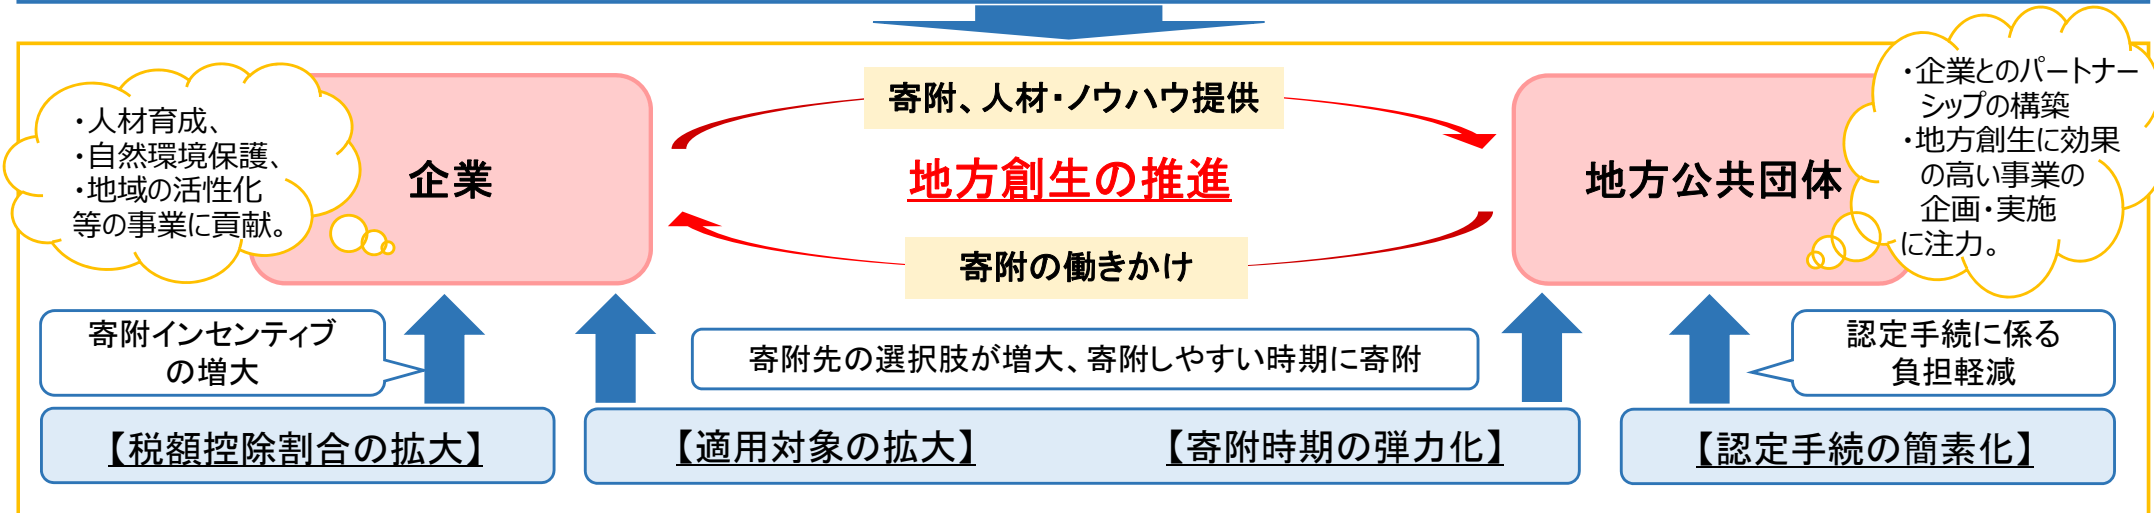 ・人材育成、
・自然環境保護、
・地域の活性化
等の事業に貢献。
企業
寄附、人材・ノウハウ提供
地方創生の推進
寄附の働きかけ
地方公共団体
・企業とのパートナー
シップの構築
・地方創生に効果
の高い事業の
企画・実施
に注力。
寄附インセンティブ
の増大
寄附先の選択肢が増大、寄附しやすい時期に寄附
認定手続に係る
負担軽減
【税額控除割合の拡大】
【適用対象の拡大】
【寄附時期の弾力化】
【認定手続の簡素化】